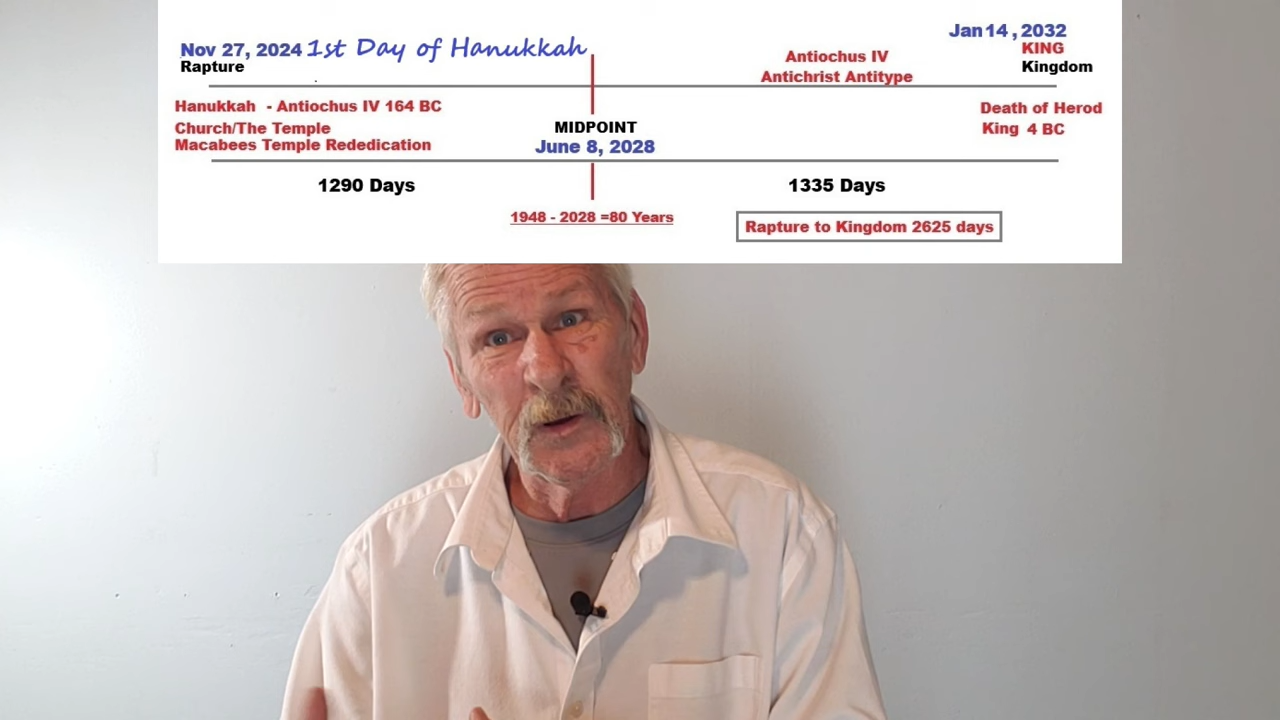 Nov 27, 2024 1st Day of Hanukkah
Jan 14, 2032
Rapture
KING
Kingdom
Antiochus IV
Antichrist Antitype
Hanukkah - Antiochus IV 164 BC
Church/The Temple
Macabees Temple Rededication
Death of Herod
King 4 BC
MIDPOINT
June 8, 2028
1290 Days
1335 Days
1948 - 2028 =80 Years
Rapture to Kingdom 2625 days